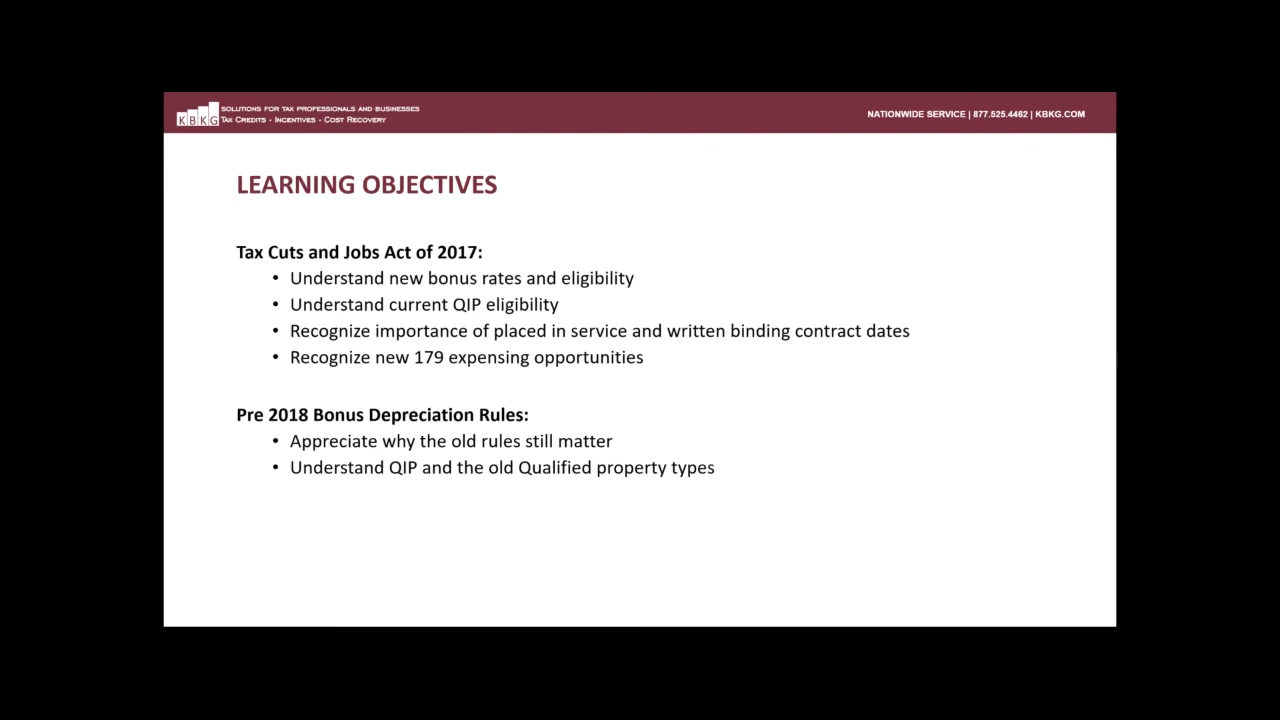 KBKG
SOLUTIONS FOR TAX PROFESSIONALS AND BUSINESSES
TAX CREDITS · INCENTIVES · COST RECOVERY
NATIONWIDE SERVICE | 877.525.4462 | KBKG.COM
LEARNING OBJECTIVES
Tax Cuts and Jobs Act of 2017:
• Understand new bonus rates and eligibility
• Understand current QIP eligibility
• Recognize importance of placed in service and written binding contract dates
• Recognize new 179 expensing opportunities
Pre 2018 Bonus Depreciation Rules:
• Appreciate why the old rules still matter
• Understand QIP and the old Qualified property types